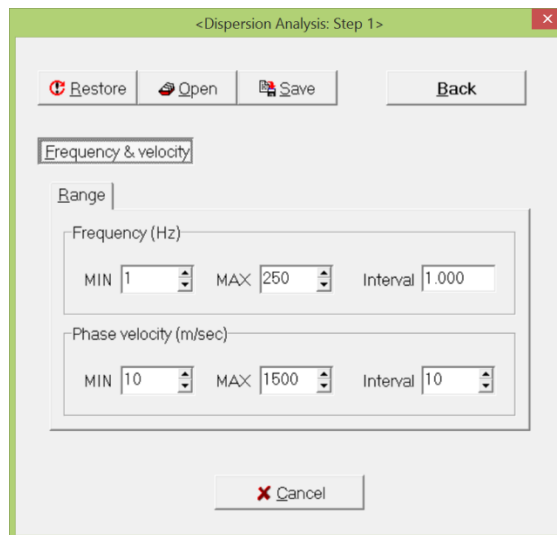 <Dispersion Analysis: Step 1>
Restore Open Save Back
Frequency & velocity
Range
Frequency (Hz)
MIN 1 MAX 250 Interval 1.000
Phase velocity (m/sec)
MIN 10 MAX 1500 Interval 10
Cancel